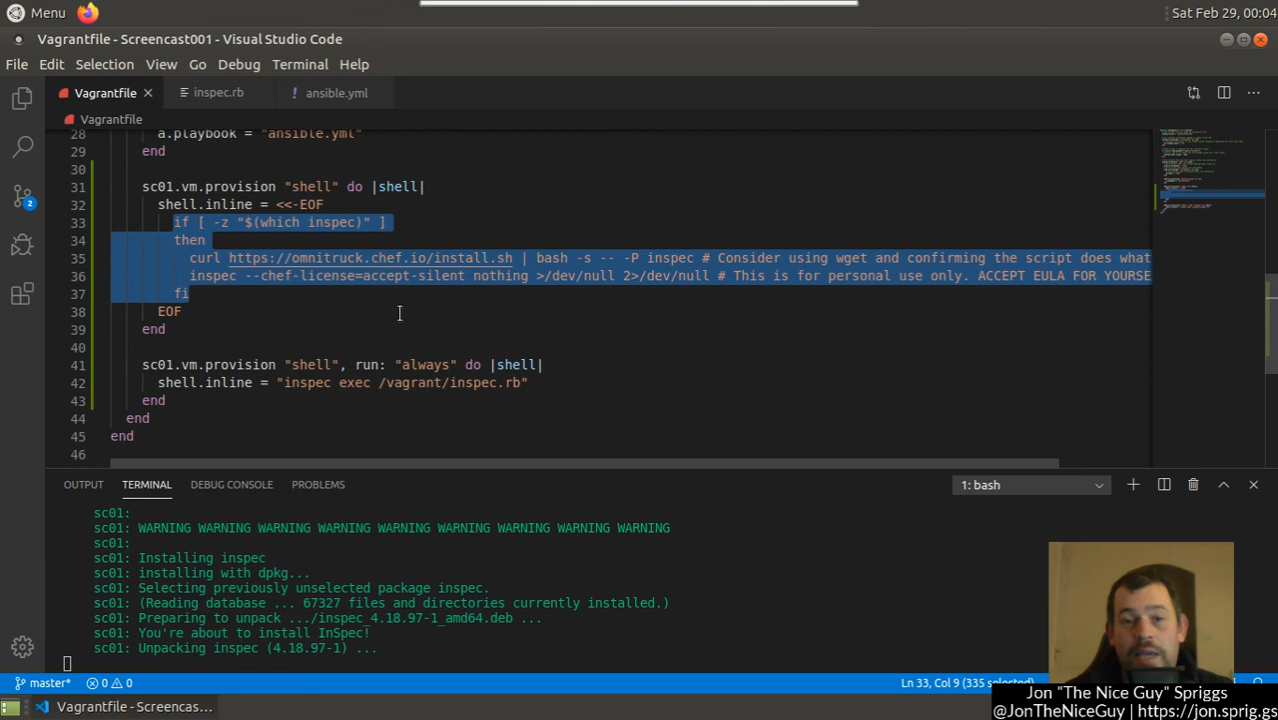 Menu
Sat Feb 29, 00:04
Vagrantfile - Screencast001 - Visual Studio Code
File Edit Selection View Go Debug Terminal Help
Vagrantfile inspec.rb ansible.yml
Vagrantfile
28 a.playbook = "ansible.yml"
29 end
30
31 sc01.vm.provision "shell" do |shell|
32 shell.inline = <<-EOF
33 if [ -z "$(which inspec)" ]
34 then
35 curl https://omnitruck.chef.io/install.sh | bash -s -- -P inspec # Consider using wget and confirming the script does what
36 inspec --chef-license=accept-silent nothing >/dev/null 2>/dev/null # This is for personal use only. ACCEPT EULA FOR YOURSE
37 fi
38 EOF
39 end
40
41 sc01.vm.provision "shell", run: "always" do |shell|
42 shell.inline = "inspec exec /vagrant/inspec.rb"
43 end
44 end
45 end
46
2
OUTPUT TERMINAL DEBUG CONSOLE PROBLEMS
1: bash
sc01:
sc01: WARNING WARNING WARNING WARNING WARNING WARNING WARNING WARNING WARNING
sc01:
sc01: Installing inspec
sc01: installing with dpkg...
sc01: Selecting previously unselected package inspec.
sc01: (Reading database ... 67327 files and directories currently installed.)
sc01: Preparing to unpack .../inspec_4.18.97-1_amd64.deb ...
sc01: You're about to install InSpec!
sc01: Unpacking inspec (4.18.97-1) ...
master* 0 0
Ln 33, Col 9 (335 selected)
Vagrantfile - Screencas...
Jon "The Nice Guy" Spriggs
@JonTheNiceGuy | https://jon.sprig.gs